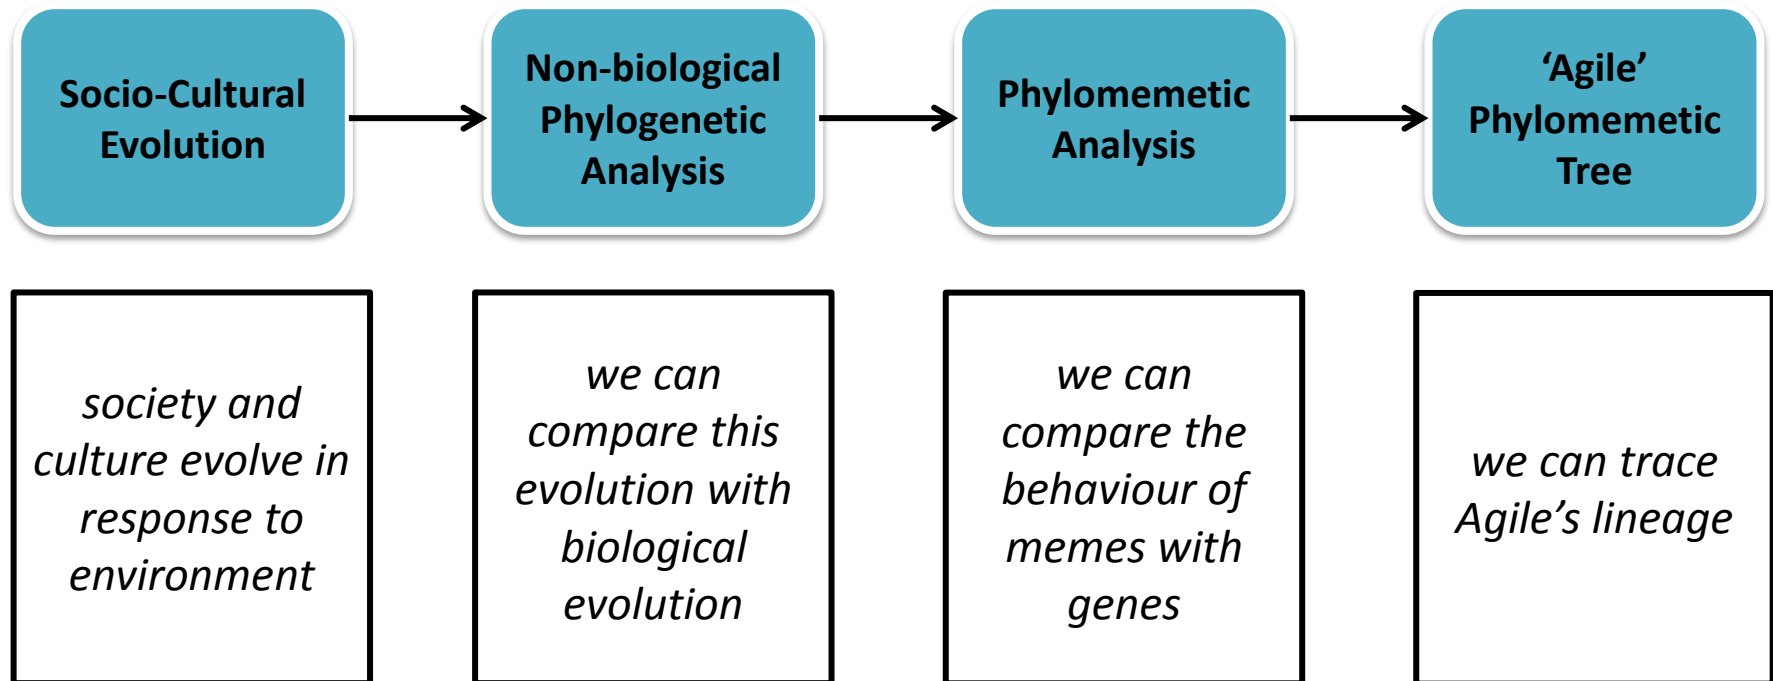 Socio-Cultural
Evolution
Non-biological
Phylogenetic
Analysis
Phylomemetic
Analysis
‘Agile’
Phylomemetic
Tree
society and
culture evolve in
response to
environment
we can
compare this
evolution with
biological
evolution
we can
compare the
behaviour of
memes with
genes
we can trace
Agile’s lineage